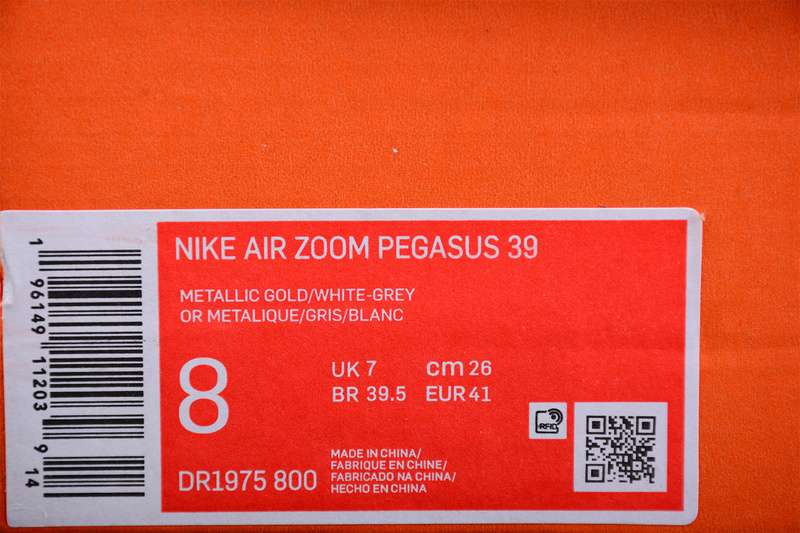 NIKE AIR ZOOM PEGASUS 39
METALLIC GOLD/WHITE-GREY
OR METALIQUE/GRIS/BLANC
8
UK 7 cm 26
BR 39.5 EUR 41
DR1975 800
MADE IN CHINA/
FABRIQUE EN CHINE/
FABRICADO NA CHINA/
HECHO EN CHINA
RFID
1 96149 11203 9 14